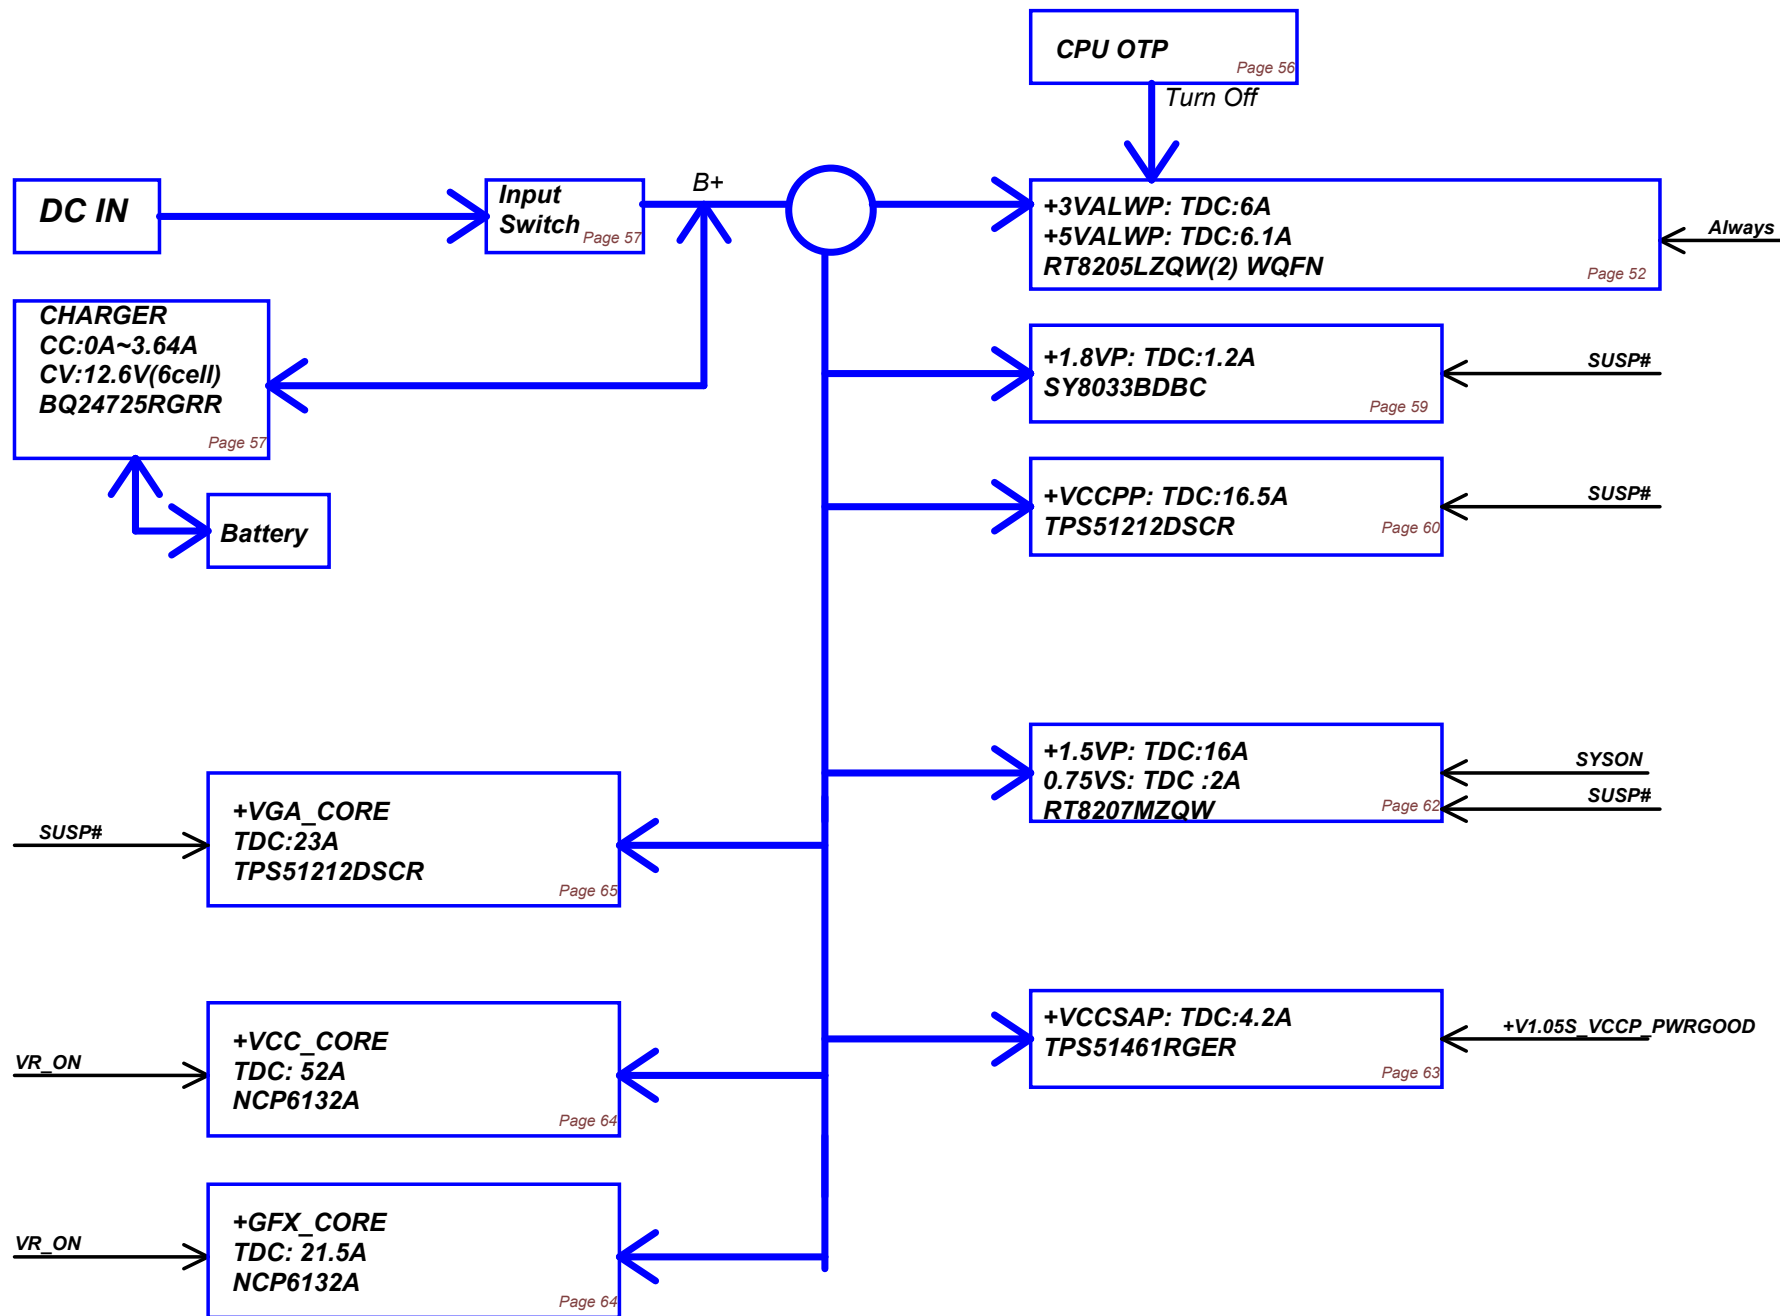 CPU OTP
Page 56
Turn Off
DC IN
Input
Switch
Page 57
B+
+3VALWP: TDC:6A
+5VALWP: TDC:6.1A
RT8205LZQW(2) WQFN
Page 52
Always
CHARGER
CC:0A~3.64A
CV:12.6V(6cell)
BQ24725RGRR
Page 57
Battery
+1.8VP: TDC:1.2A
SY8033BDBC
Page 59
SUSP#
+VCCPP: TDC:16.5A
TPS51212DSCR
Page 60
SUSP#
+1.5VP: TDC:16A
0.75VS: TDC :2A
RT8207MZQW
Page 62
SYSON
SUSP#
SUSP#
+VGA_CORE
TDC:23A
TPS51212DSCR
Page 65
+VCCSAP: TDC:4.2A
TPS51461RGER
Page 63
+V1.05S_VCCP_PWRGOOD
VR_ON
+VCC_CORE
TDC: 52A
NCP6132A
Page 64
VR_ON
+GFX_CORE
TDC: 21.5A
NCP6132A
Page 64